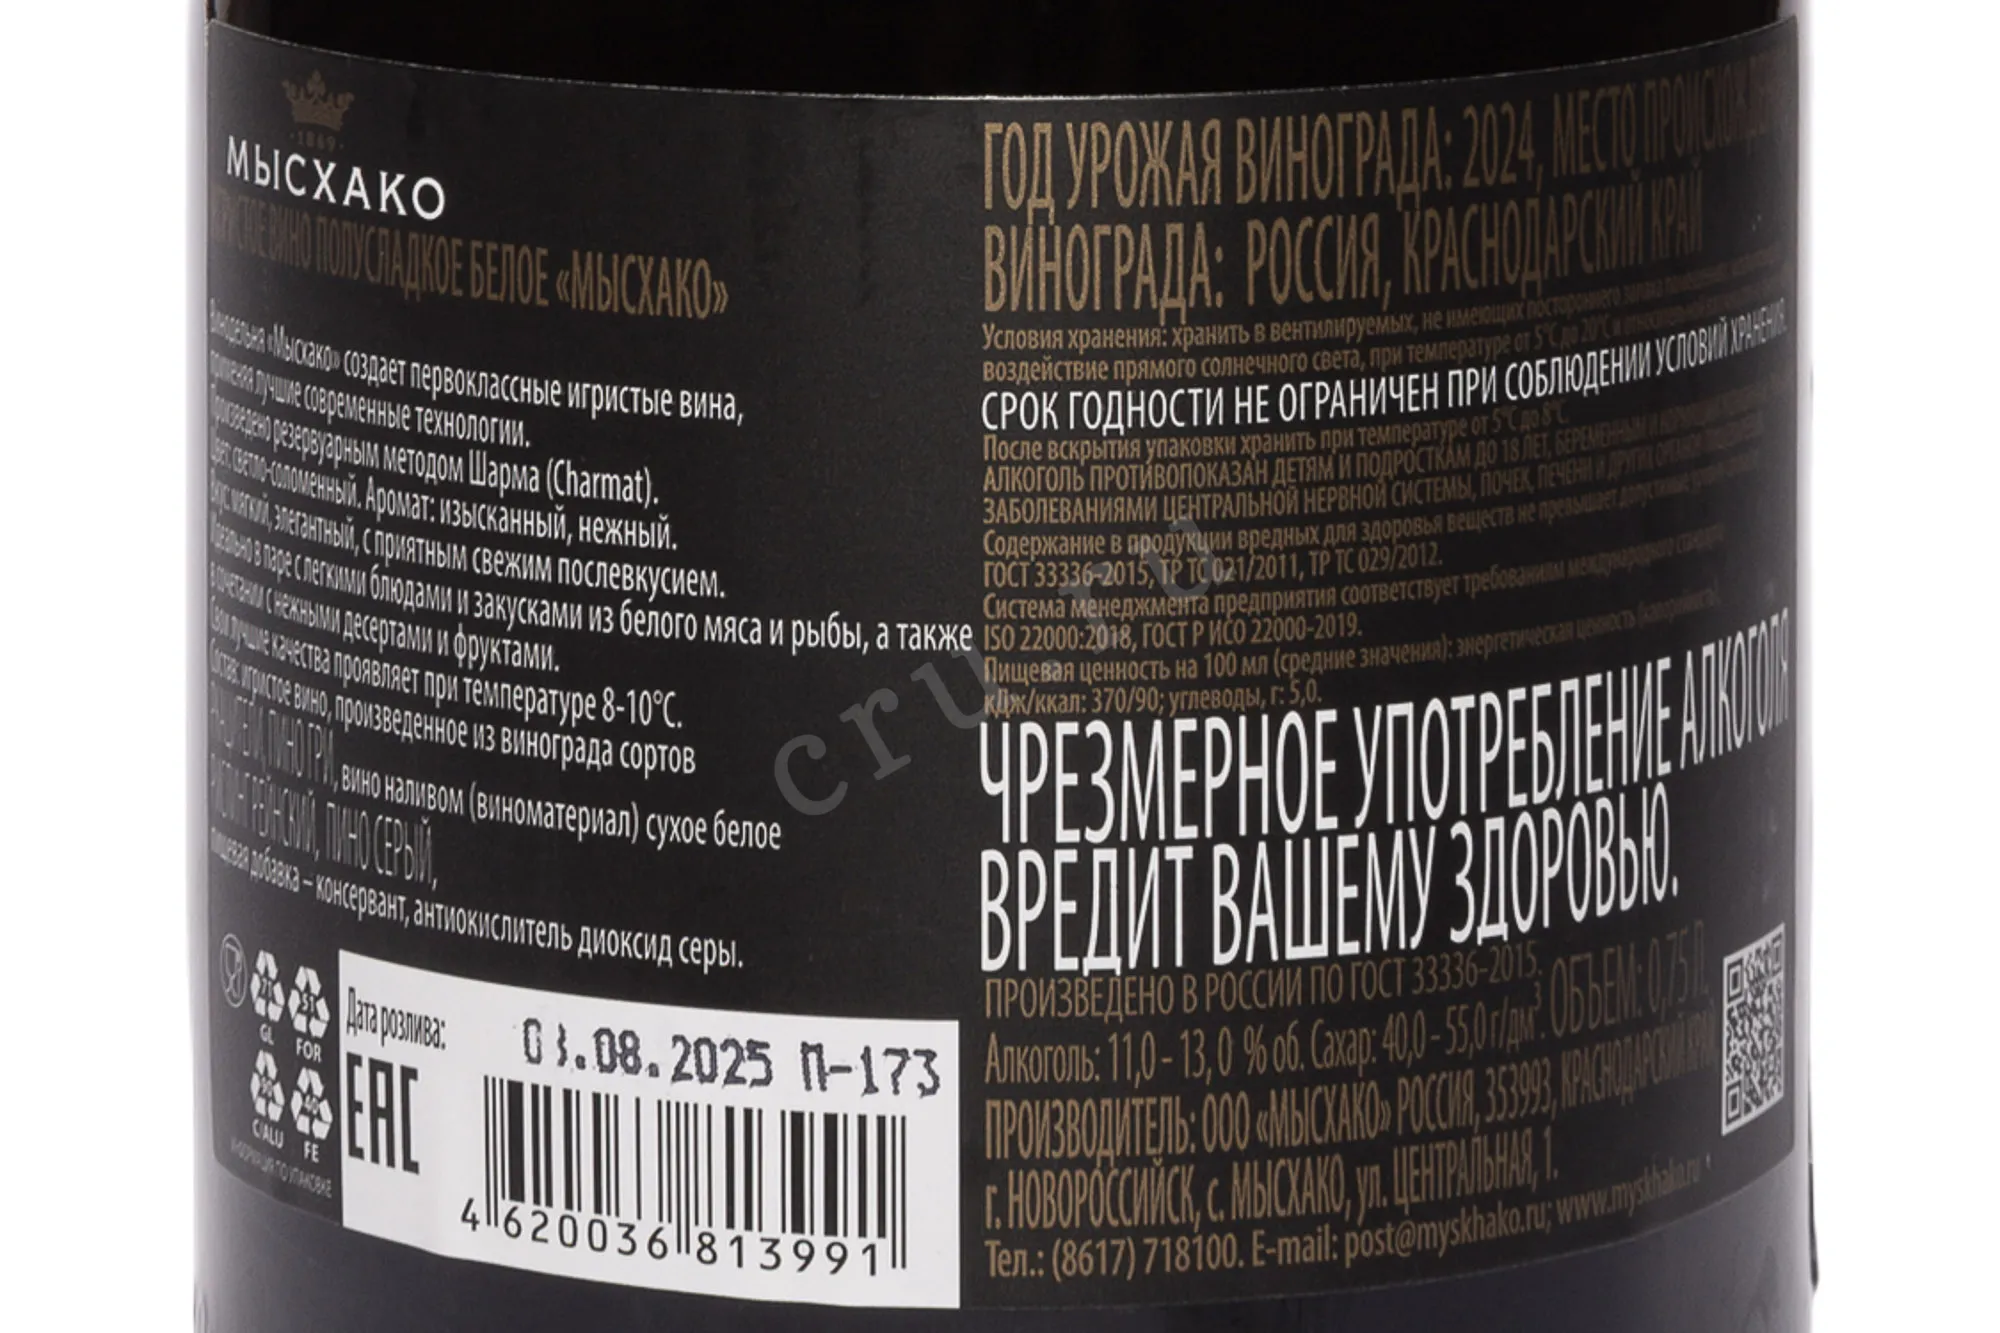 1869
МЫСХАКО
ИГРИСТОЕ ВИНО ПОЛУСЛАДКОЕ БЕЛОЕ «МЫСХАКО»
Винодельня «Мысхако» создает первоклассные игристые вина,
применяя лучшие современные технологии.
Произведено резервуарным методом Шарма (Charmat).
Цвет: светло-соломенный. Аромат: изысканный, нежный.
Вкус: мягкий, элегантный, с приятным свежим послевкусием.
Идеально в паре с легкими блюдами и закусками из белого мяса и рыбы, а также
в сочетании с нежными десертами и фруктами.
Свои лучшие качества проявляет при температуре 8-10°C.
Состав: игристое вино, произведенное из винограда сортов
вино наливом (виноматериал) сухое белое
РИСЛИНГ РЕЙНСКИЙ, ПИНО СЕРЫЙ,
пищевая добавка – консервант, антиокислитель диоксид серы.
GL
FOR
C/ALU
FE
ИНФОРМАЦИЯ ПО УПАКОВКЕ
Дата розлива:
.08.2025 П-173
EAC
4 620036 813991
ГОД УРОЖАЯ ВИНОГРАДА: 2024, МЕСТО ПРОИСХОЖДЕНИЯ
ВИНОГРАДА: РОССИЯ, КРАСНОДАРСКИЙ КРАЙ
Условия хранения: хранить в вентилируемых, не имеющих постороннего запаха помещениях,
воздействие прямого солнечного света, при температуре от 5°C до 20°C и относительной
СРОК ГОДНОСТИ НЕ ОГРАНИЧЕН ПРИ СОБЛЮДЕНИИ УСЛОВИЙ ХРАНЕНИЯ.
После вскрытия упаковки хранить при температуре от 5°C до 8°C.
АЛКОГОЛЬ ПРОТИВОПОКАЗАН ДЕТЯМ И ПОДРОСТКАМ ДО 18 ЛЕТ, БЕРЕМЕННЫМ И
ЗАБОЛЕВАНИЯМИ ЦЕНТРАЛЬНОЙ НЕРВНОЙ СИСТЕМЫ, ПОЧЕК, ПЕЧЕНИ И ДРУГИХ ОРГАНОВ
Содержание в продукции вредных для здоровья веществ не превышает допустимые
ГОСТ 33336-2015, ТР ТС 021/2011, ТР ТС 029/2012.
Система менеджмента предприятия соответствует требованиям международного стандарта
ISO 22000:2018, ГОСТ Р ИСО 22000-2019.
Пищевая ценность на 100 мл (средние значения): энергетическая ценность (калорийность),
кДж/ккал: 370/90; углеводы, г: 5,0.
ЧРЕЗМЕРНОЕ УПОТРЕБЛЕНИЕ АЛКОГОЛЯ
ВРЕДИТ ВАШЕМУ ЗДОРОВЬЮ.
ПРОИЗВЕДЕНО В РОССИИ ПО ГОСТ 33336-2015.
Алкоголь: 11,0 - 13,0 % об. Сахар: 40,0 - 55,0 г/дм³. ОБЪЕМ: 0,75 Л.
ПРОИЗВОДИТЕЛЬ: ООО «МЫСХАКО» РОССИЯ, 353993, КРАСНОДАРСКИЙ КРАЙ,
г. НОВОРОССИЙСК, с. МЫСХАКО, ул. ЦЕНТРАЛЬНАЯ, 1.
Тел.: (8617) 718100. E-mail: post@myskhako.ru; www.myskhako.ru
cru.ru